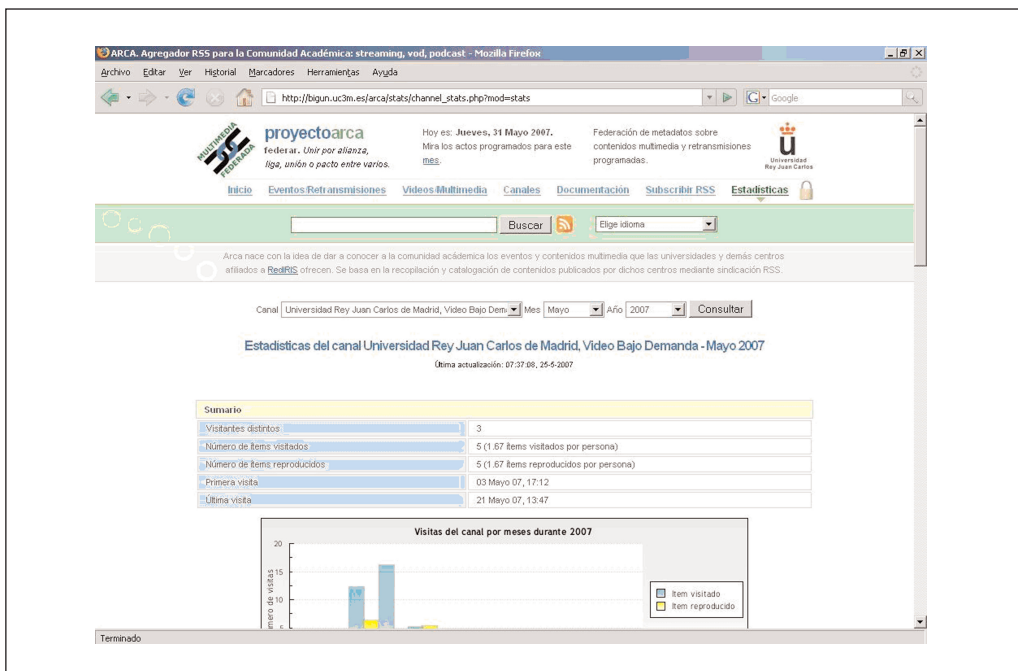 ARCA. Agregador RSS para la Comunidad Académica: streaming, vod, podcast - Mozilla Firefox
Archivo Editar Ver Historial Marcadores Herramientas Ayuda
http://bigun.uc3m.es/arca/stats/channel_stats.php?mod=stats
G Google
MULTIMEDIA FEDERADA
proyectoarca
federar. Unir por alianza,
liga, unión o pacto entre varios.
Hoy es: Jueves, 31 Mayo 2007.
Mira los actos programados para este
mes.
Federación de metadatos sobre
contenidos multimedia y retransmisiones
programadas.
Universidad
Rey Juan Carlos
Inicio Eventos/Retransmisiones Videos/Multimedia Canales Documentación Subscribir RSS Estadísticas
Buscar Elige idioma
Arca nace con la idea de dar a conocer a la comunidad académica los eventos y contenidos multimedia que las universidades y demás centros
afiliados a RedIRIS ofrecen. Se basa en la recopilación y catalogación de contenidos publicados por dichos centros mediante sindicación RSS.
Canal Universidad Rey Juan Carlos de Madrid, Video Bajo Dem Mes Mayo Año 2007 Consultar
Estadisticas del canal Universidad Rey Juan Carlos de Madrid, Video Bajo Demanda - Mayo 2007
Última actualización: 07:37:08, 25-5-2007
Sumario
Visitantes distintos 3
Número de ítems visitados 5 (1.67 ítems visitados por persona)
Número de ítems reproducidos 5 (1.67 ítems reproducidos por persona)
Primera visita 03 Mayo 07, 17:12
Última visita 21 Mayo 07, 13:47
Visitas del canal por meses durante 2007
20
15
10
5
mero de visitas
Item visitado
Item reproducido
Terminado